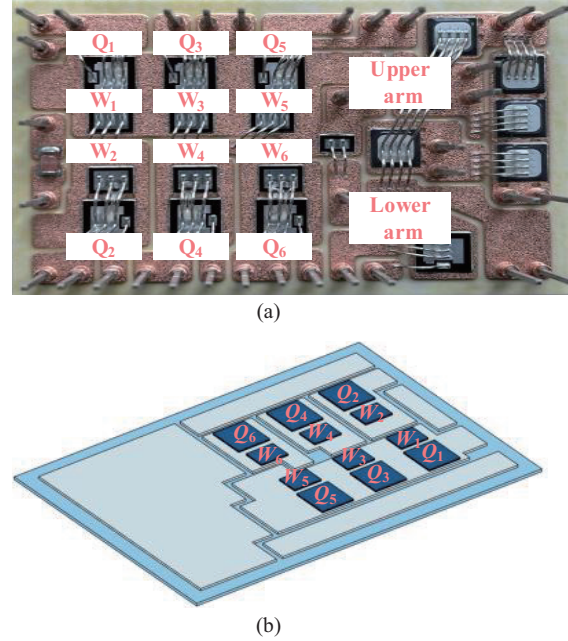 Q1 Q3 Q5
Upper
arm
W1 W3 W5
W2 W4 W6
Lower
arm
Q2 Q4 Q6
(a)
Q2
Q4 W2
Q6 W4 W1
W6 W3 Q1
W5 Q3
Q5
(b)